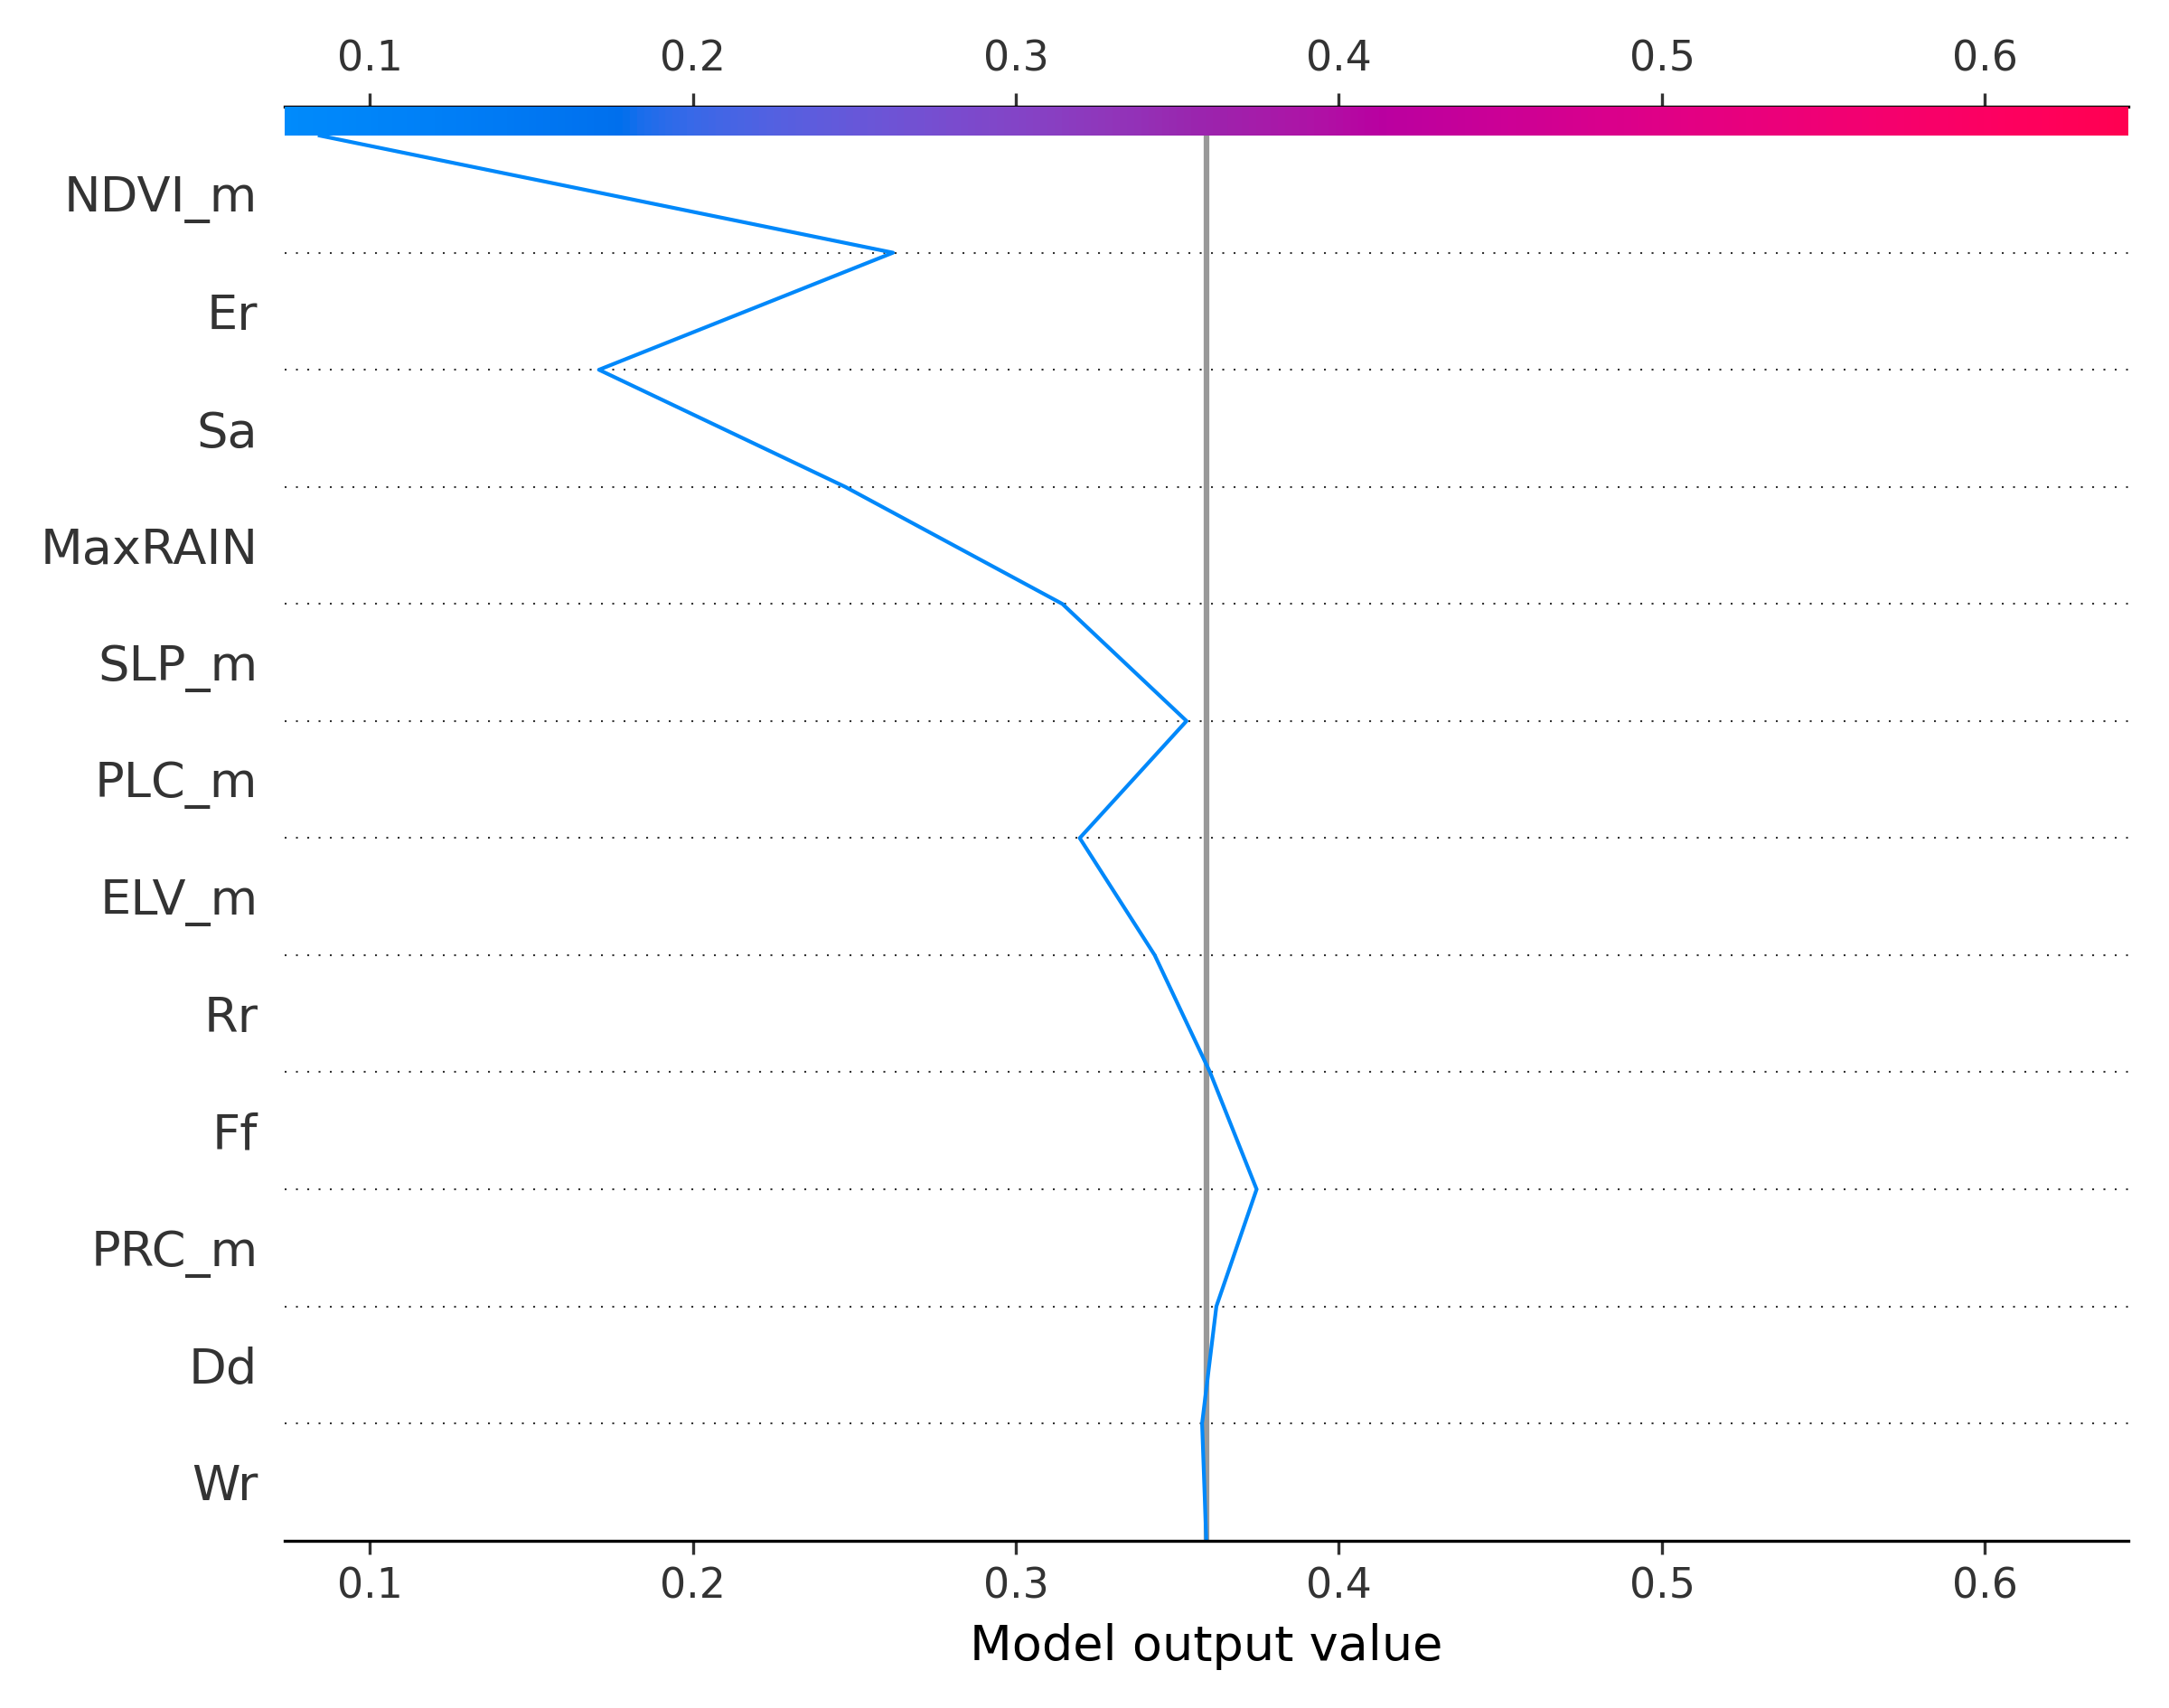 0.1 0.2 0.3 0.4 0.5 0.6
NDVI_m
Er
Sa
MaxRAIN
SLP_m
PLC_m
ELV_m
Rr
Ff
PRC_m
Dd
Wr
0.1 0.2 0.3 0.4 0.5 0.6
Model output value